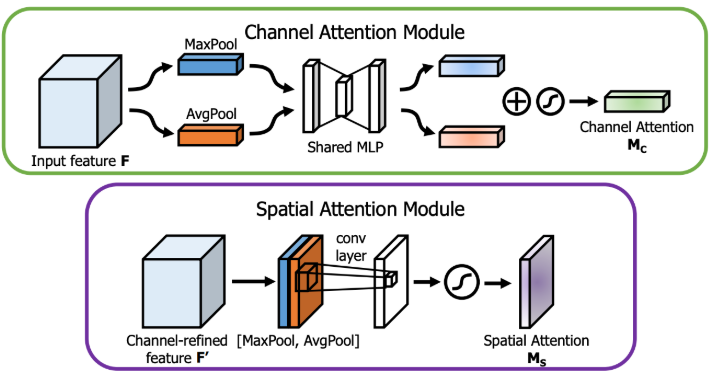 Channel Attention Module
MaxPool
AvgPool
Input feature F
Shared MLP
Channel Attention
Mc
Spatial Attention Module
conv
layer
Channel-refined
feature F'
[MaxPool, AvgPool]
Spatial Attention
Ms